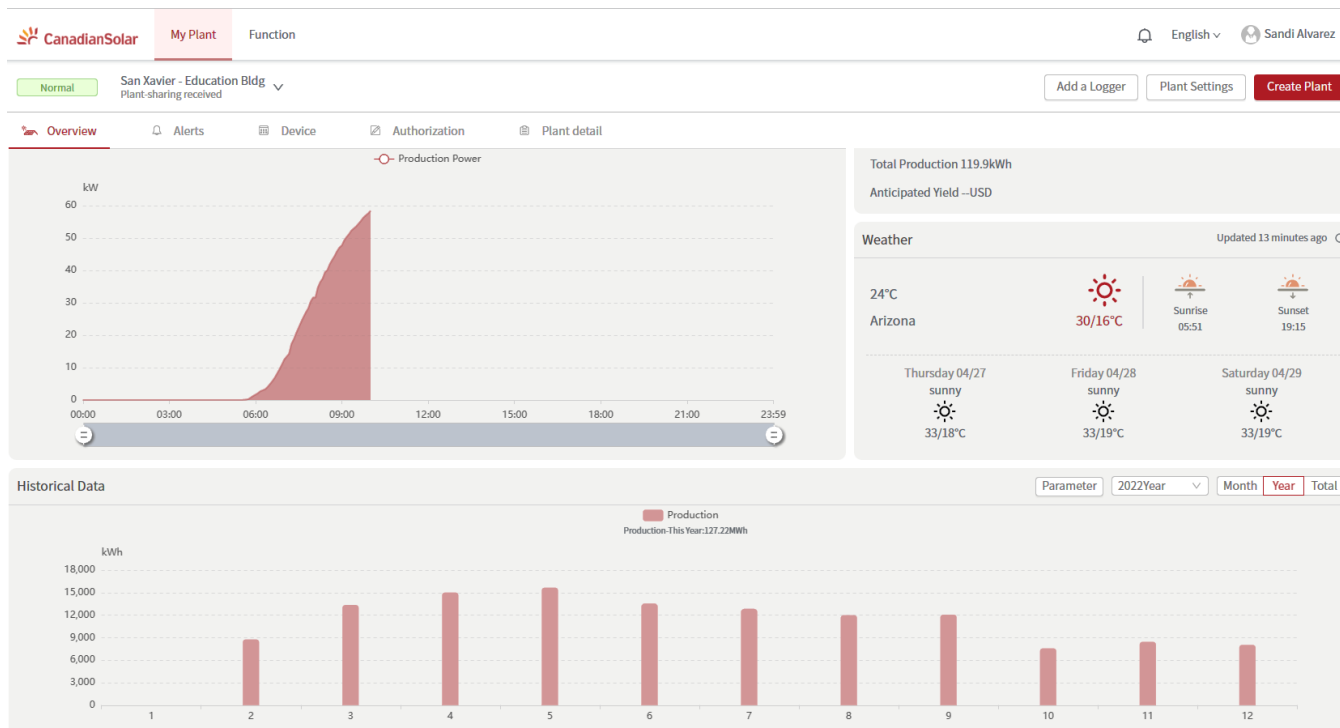 CanadianSolar
My Plant
Function
English
Sandi Alvarez
Normal
San Xavier - Education Bldg
Plant-sharing received
Add a Logger
Plant Settings
Create Plant
Overview
Alerts
Device
Authorization
Plant detail
Production Power
kW
60
50
40
30
20
10
0
00:00 03:00 06:00 09:00 12:00 15:00 18:00 21:00 23:59
Total Production 119.9kWh
Anticipated Yield --USD
Weather
Updated 13 minutes ago
24°C
Arizona
30/16°C
Sunrise
05:51
Sunset
19:15
Thursday 04/27
sunny
33/18°C
Friday 04/28
sunny
33/19°C
Saturday 04/29
sunny
33/19°C
Historical Data
Parameter
2022Year
Month Year Total
Production
Production-This Year:127.22MWh
kWh
18,000
15,000
12,000
9,000
6,000
3,000
0
1 2 3 4 5 6 7 8 9 10 11 12